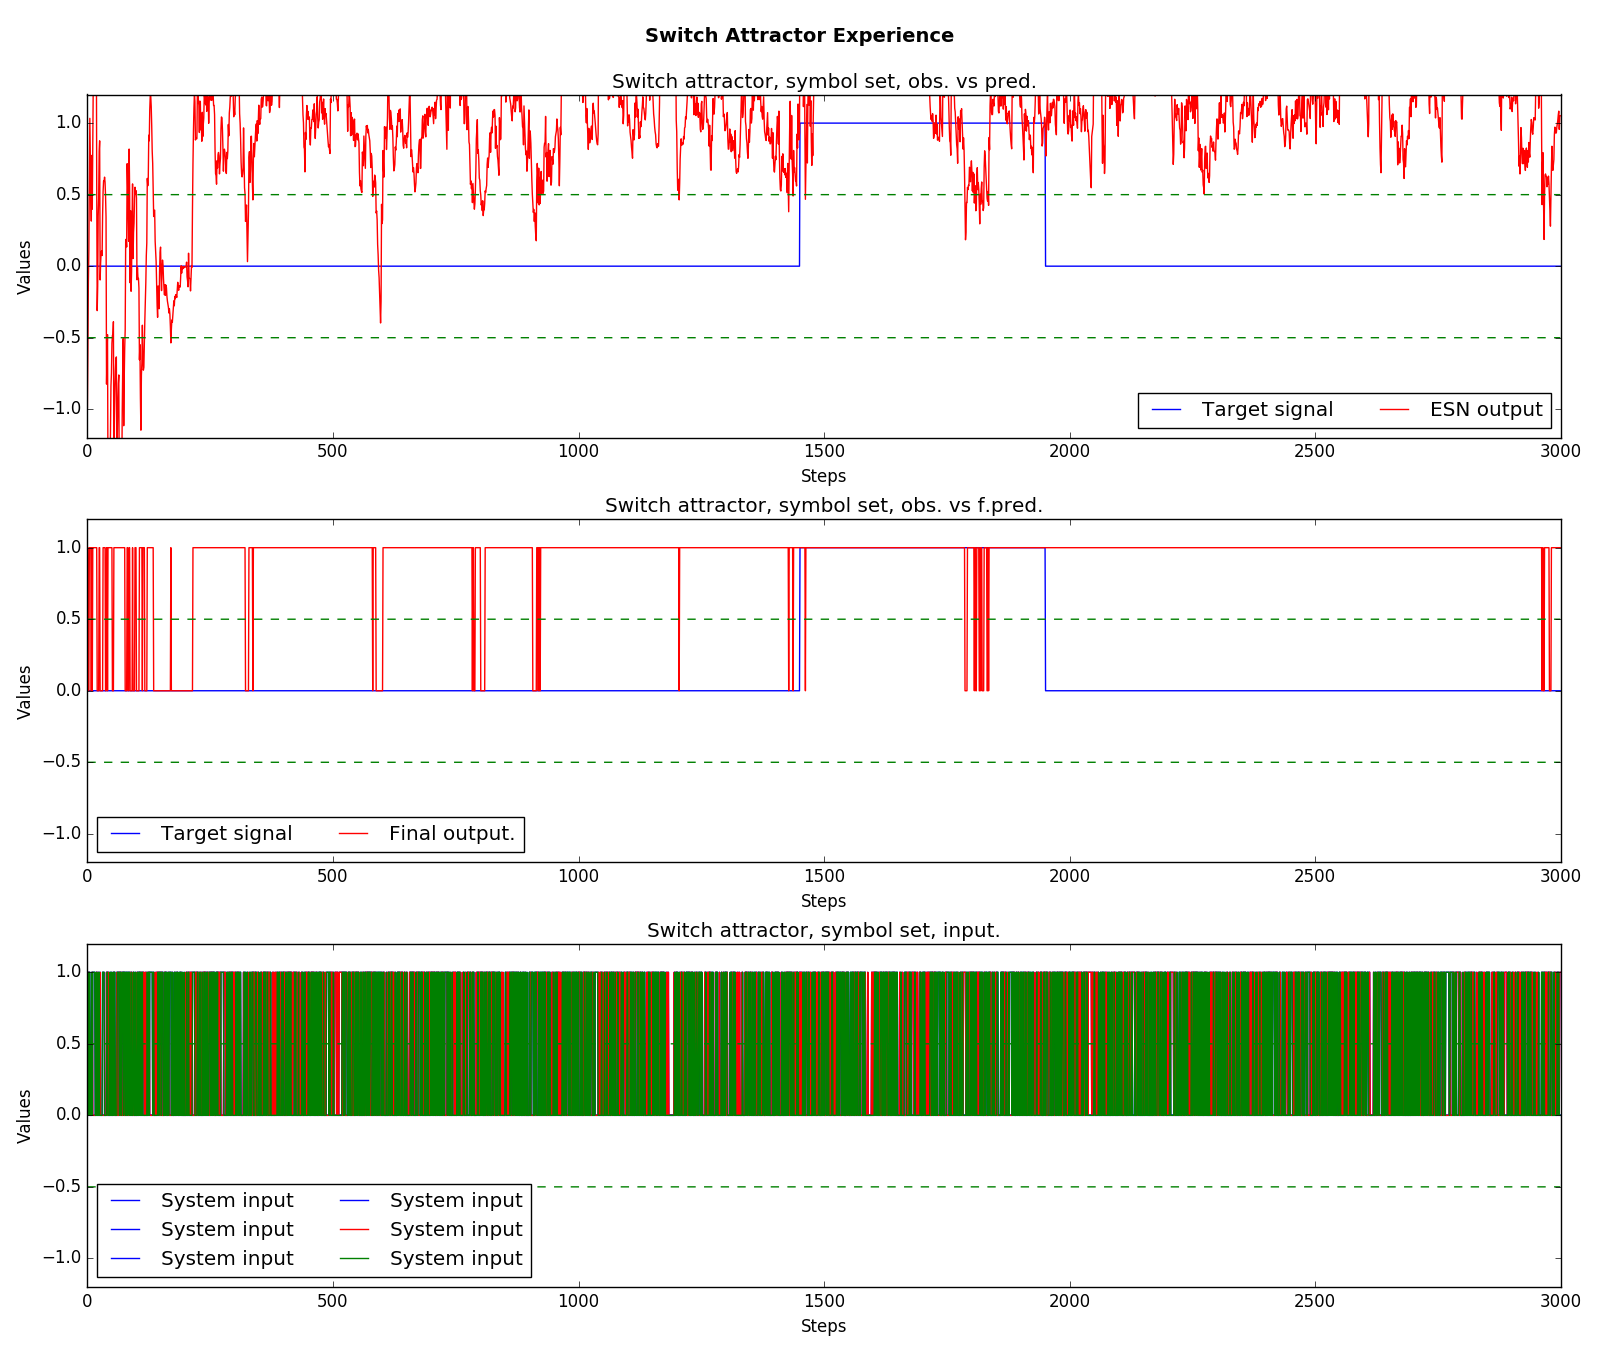 Switch Attractor Experience
Switch attractor, symbol set, obs. vs pred.
Values
1.0
0.5
0.0
−0.5
−1.0
Target signal ESN output
0 500 1000 1500 2000 2500 3000
Steps
Switch attractor, symbol set, obs. vs f.pred.
Values
1.0
0.5
0.0
−0.5
−1.0
Target signal Final output.
0 500 1000 1500 2000 2500 3000
Steps
Switch attractor, symbol set, input.
Values
1.0
0.5
0.0
−0.5
−1.0
System input System input
System input System input
System input System input
0 500 1000 1500 2000 2500 3000
Steps